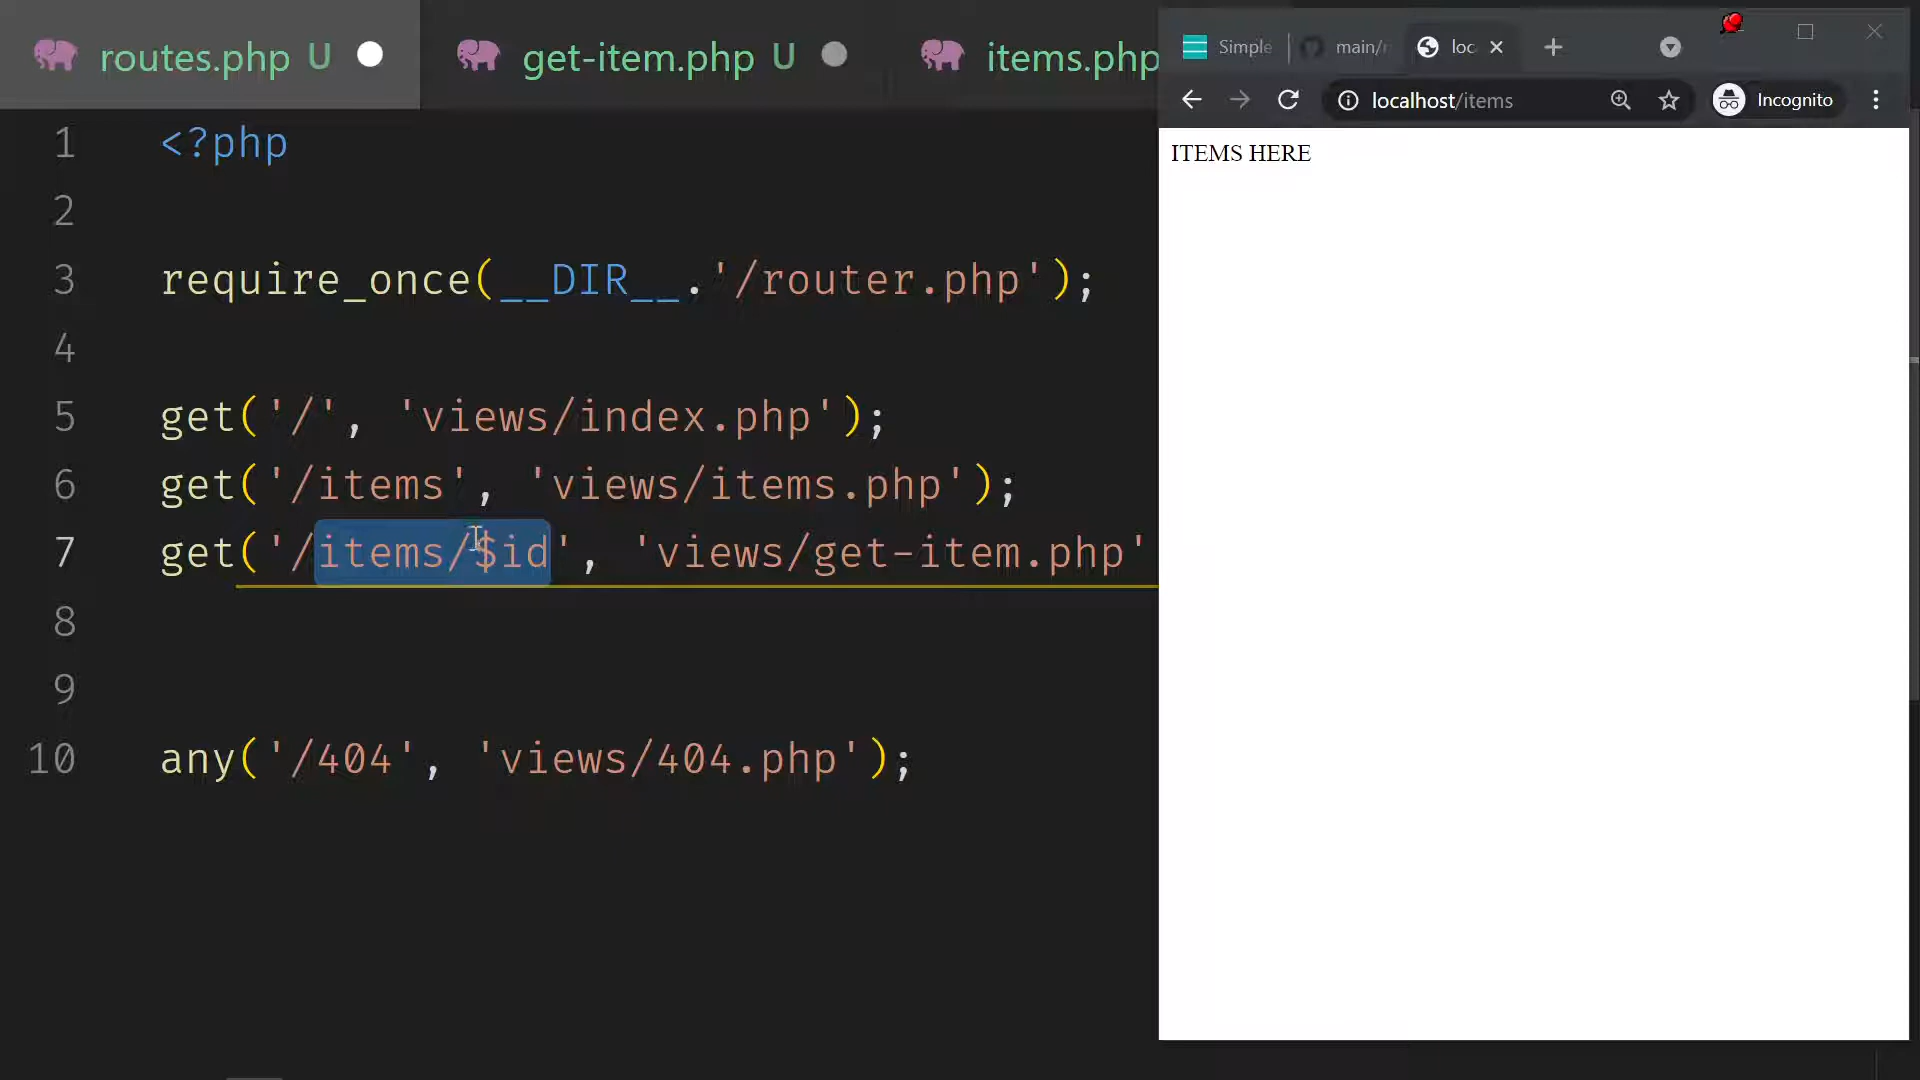 routes.php U
get-item.php U
items.php
1 <?php
2
3 require_once(__DIR__.'/router.php');
4
5 get('/', 'views/index.php');
6 get('/items', 'views/items.php');
7 get('/items/$id', 'views/get-item.php'
8
9
10 any('/404', 'views/404.php');
Simple
main/r
loc
localhost/items
Incognito
ITEMS HERE